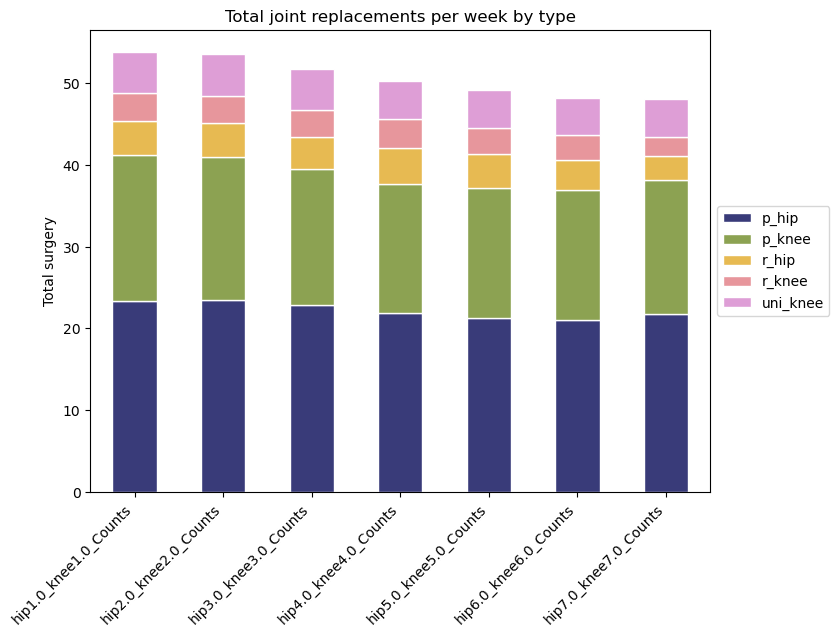 Total joint replacements per week by type
Total surgery
50
40
30
20
10
0
hip1.0_knee1.0_Counts
hip2.0_knee2.0_Counts
hip3.0_knee3.0_Counts
hip4.0_knee4.0_Counts
hip5.0_knee5.0_Counts
hip6.0_knee6.0_Counts
hip7.0_knee7.0_Counts
p_hip
p_knee
r_hip
r_knee
uni_knee